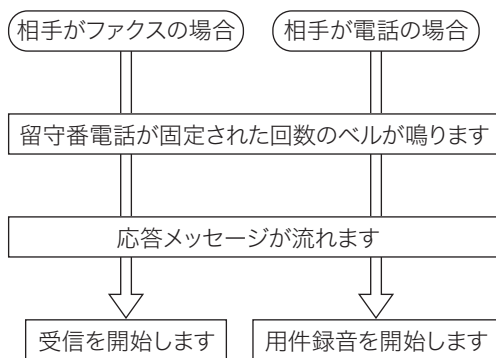 相手がファクスの場合
相手が電話の場合
留守番電話が固定された回数のベルが鳴ります
応答メッセージが流れます
受信を開始します
用件録音を開始します